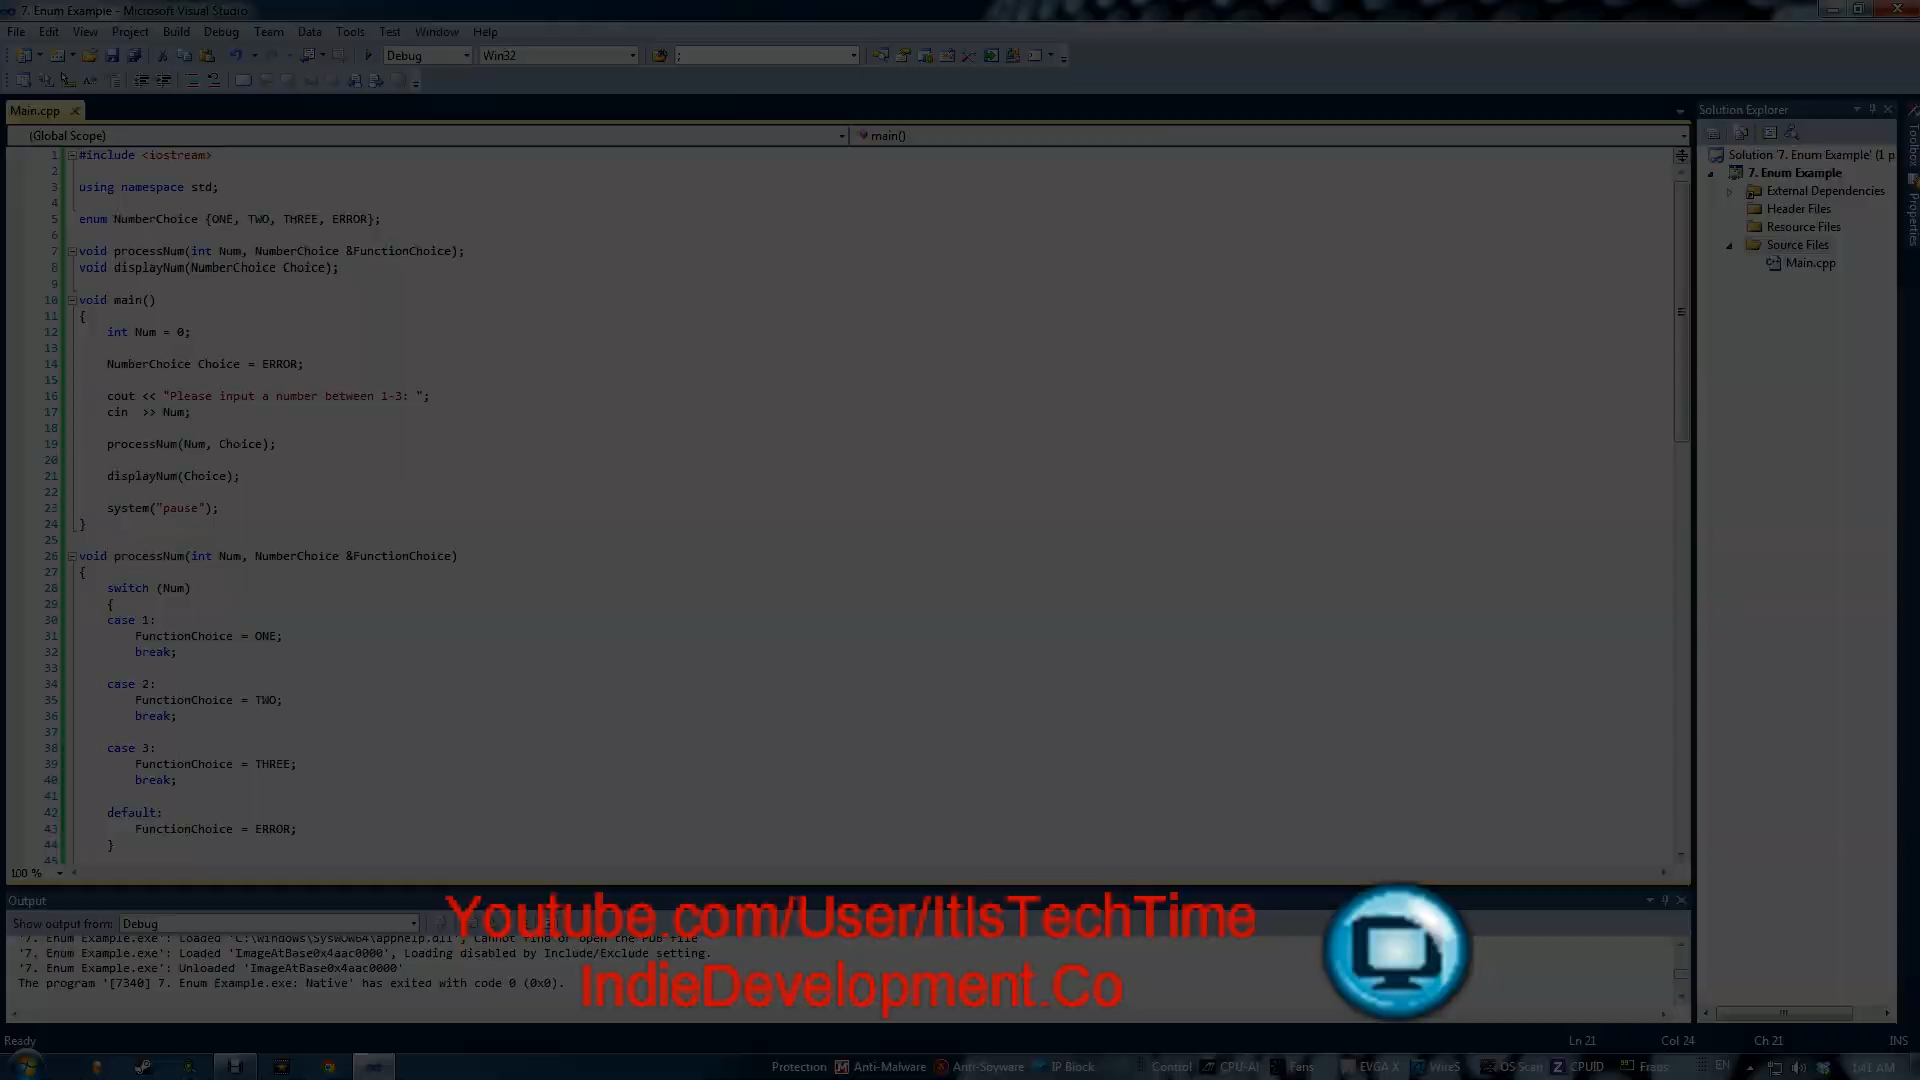 7. Enum Example - Microsoft Visual Studio
File Edit View Project Build Debug Team Data Tools Test Window Help
Debug Win32 ;
Main.cpp
(Global Scope) main()
1 #include <iostream>
2
3 using namespace std;
4
5 enum NumberChoice {ONE, TWO, THREE, ERROR};
6
7 void processNum(int Num, NumberChoice &FunctionChoice);
8 void displayNum(NumberChoice Choice);
9
10 void main()
11 {
12 int Num = 0;
13
14 NumberChoice Choice = ERROR;
15
16 cout << "Please input a number between 1-3: ";
17 cin >> Num;
18
19 processNum(Num, Choice);
20
21 displayNum(Choice);
22
23 system("pause");
24 }
25
26 void processNum(int Num, NumberChoice &FunctionChoice)
27 {
28 switch (Num)
29 {
30 case 1:
31 FunctionChoice = ONE;
32 break;
33
34 case 2:
35 FunctionChoice = TWO;
36 break;
37
38 case 3:
39 FunctionChoice = THREE;
40 break;
41
42 default:
43 FunctionChoice = ERROR;
44 }
45
100 %
Solution Explorer
Solution '7. Enum Example' (1 p
7. Enum Example
External Dependencies
Header Files
Resource Files
Source Files
Main.cpp
Toolbox
Properties
Output
Show output from: Debug
'7. Enum Example.exe': Loaded 'C:\Windows\SysWOW64\apphelp.dll', Cannot find or open the PDB file
'7. Enum Example.exe': Loaded 'ImageAtBase0x4aac0000', Loading disabled by Include/Exclude setting.
'7. Enum Example.exe': Unloaded 'ImageAtBase0x4aac0000'
The program '[7340] 7. Enum Example.exe: Native' has exited with code 0 (0x0).
Youtube.com/User/ItIsTechTime
IndieDevelopment.Co
Ready Ln 21 Col 24 Ch 21 INS
Protection Anti-Malware Anti-Spyware IP Block Control CPU-AI Fans EVGA X WireS OS Scan CPUID Fraps EN 1:41 AM